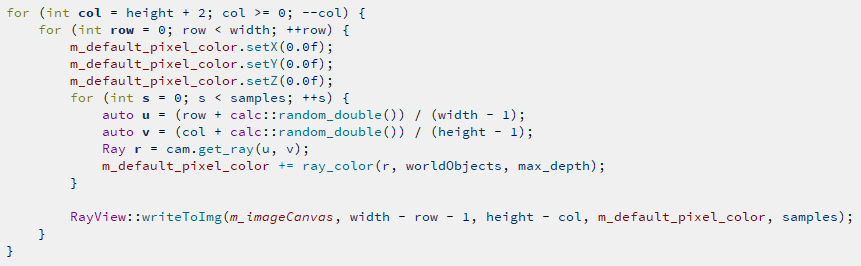 for (int col = height + 2; col >= 0; --col) {
    for (int row = 0; row < width; ++row) {
        m_default_pixel_color.setX(0.0f);
        m_default_pixel_color.setY(0.0f);
        m_default_pixel_color.setZ(0.0f);
        for (int s = 0; s < samples; ++s) {
            auto u = (row + calc::random_double()) / (width - 1);
            auto v = (col + calc::random_double()) / (height - 1);
            Ray r = cam.get_ray(u, v);
            m_default_pixel_color += ray_color(r, worldObjects, max_depth);
        }

        RayView::writeToImg(m_imageCanvas, width - row - 1, height - col, m_default_pixel_color, samples);
    }
}